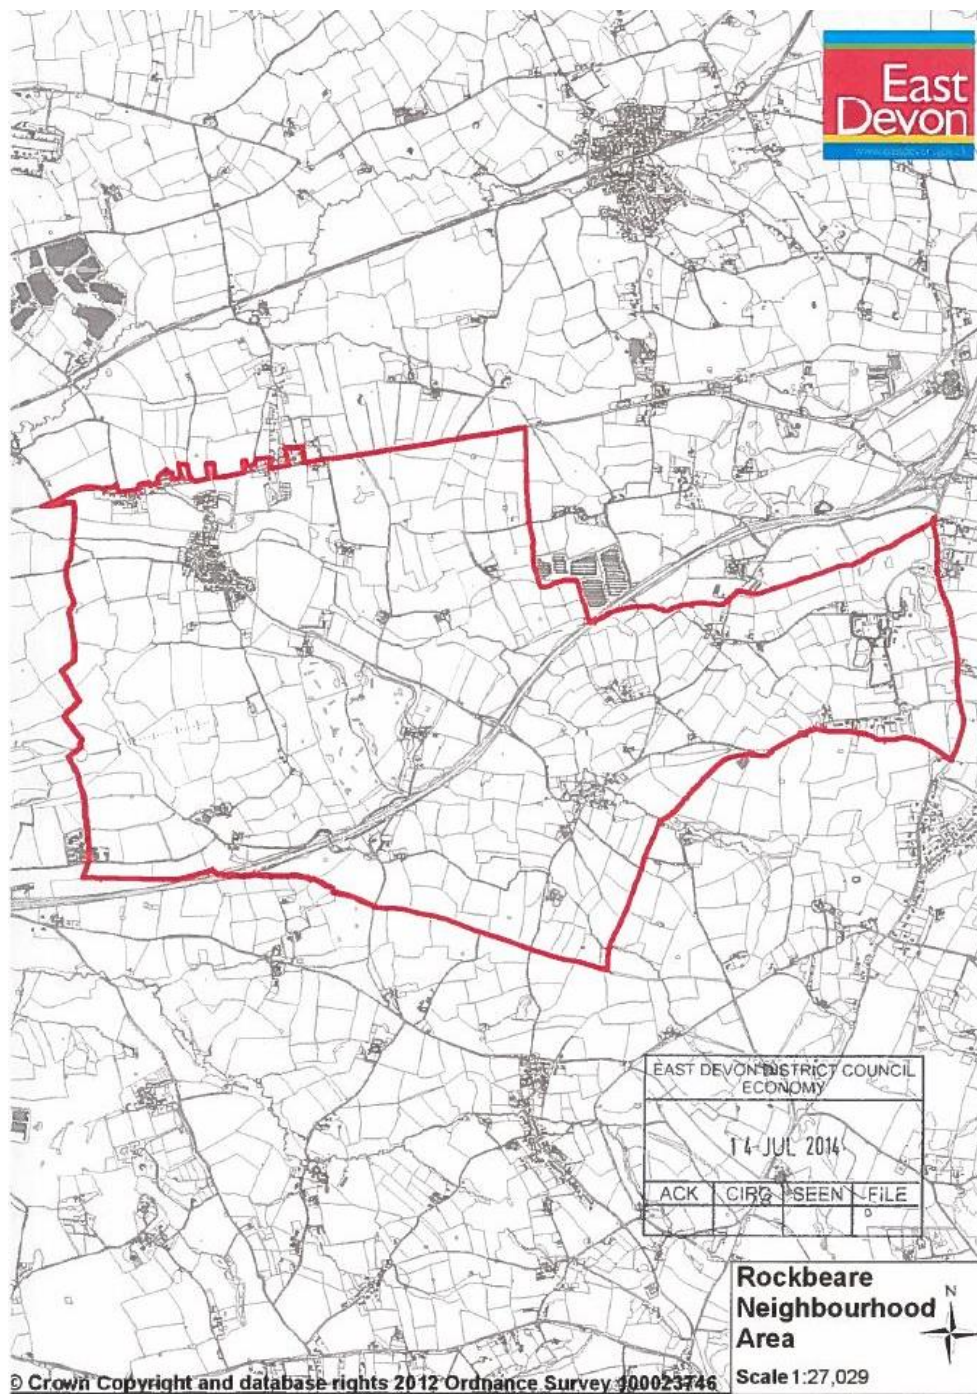 East
Devon
EAST DEVON DISTRICT COUNCIL
ECONOMY
14 JUL 2014
ACK CIRC SEEN FILE
Rockbeare
Neighbourhood
Area
N
Scale 1:27,029
© Crown Copyright and database rights 2012 Ordnance Survey 100023746